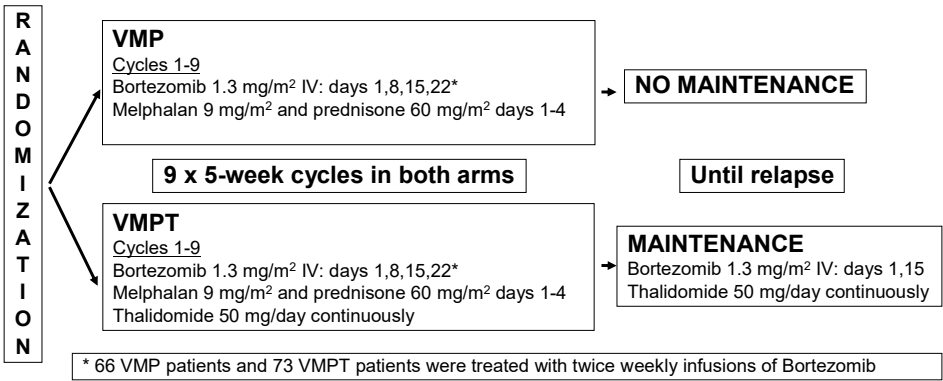 RANDOMIZATION
VMP
Cycles 1-9
Bortezomib 1.3 mg/m² IV: days 1,8,15,22*
Melphalan 9 mg/m² and prednisone 60 mg/m² days 1-4
NO MAINTENANCE
9 x 5-week cycles in both arms
Until relapse
VMPT
Cycles 1-9
Bortezomib 1.3 mg/m² IV: days 1,8,15,22*
Melphalan 9 mg/m² and prednisone 60 mg/m² days 1-4
Thalidomide 50 mg/day continuously
MAINTENANCE
Bortezomib 1.3 mg/m² IV: days 1,15
Thalidomide 50 mg/day continuously
* 66 VMP patients and 73 VMPT patients were treated with twice weekly infusions of Bortezomib